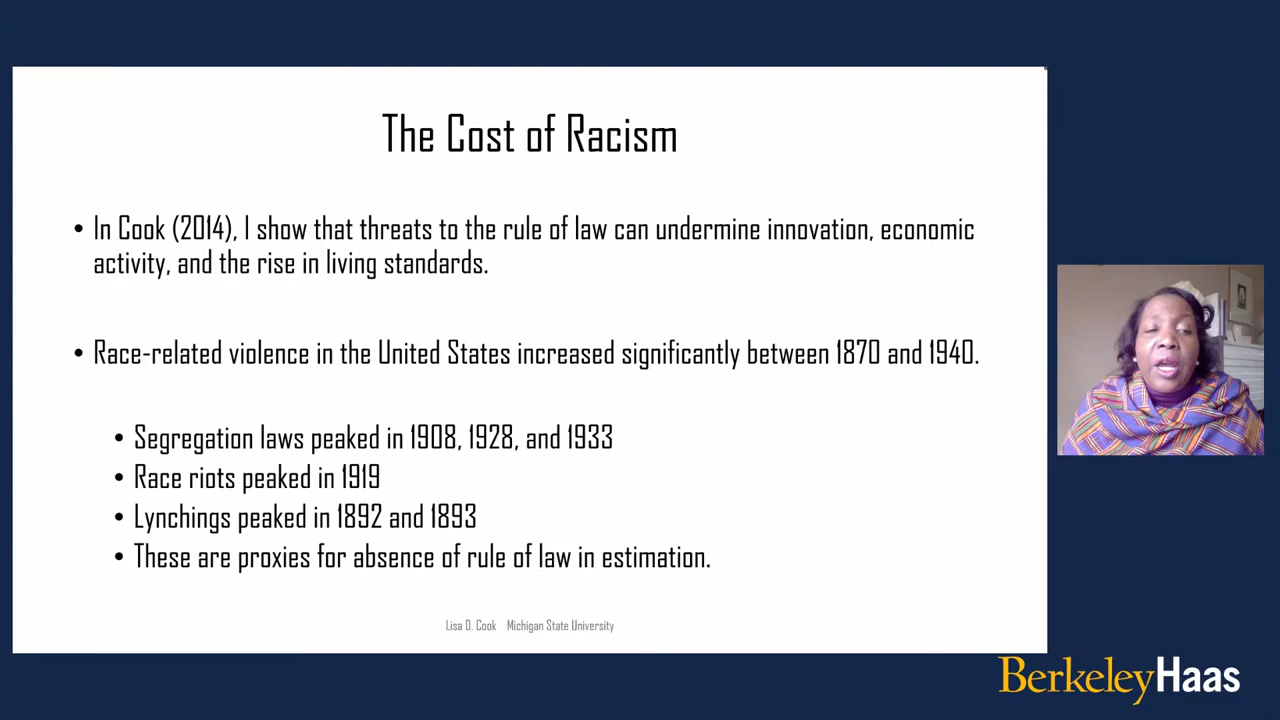 The Cost of Racism
• In Cook (2014), I show that threats to the rule of law can undermine innovation, economic
activity, and the rise in living standards.
• Race-related violence in the United States increased significantly between 1870 and 1940.
• Segregation laws peaked in 1908, 1928, and 1933
• Race riots peaked in 1919
• Lynchings peaked in 1892 and 1893
• These are proxies for absence of rule of law in estimation.
Lisa D. Cook Michigan State University
BerkeleyHaas